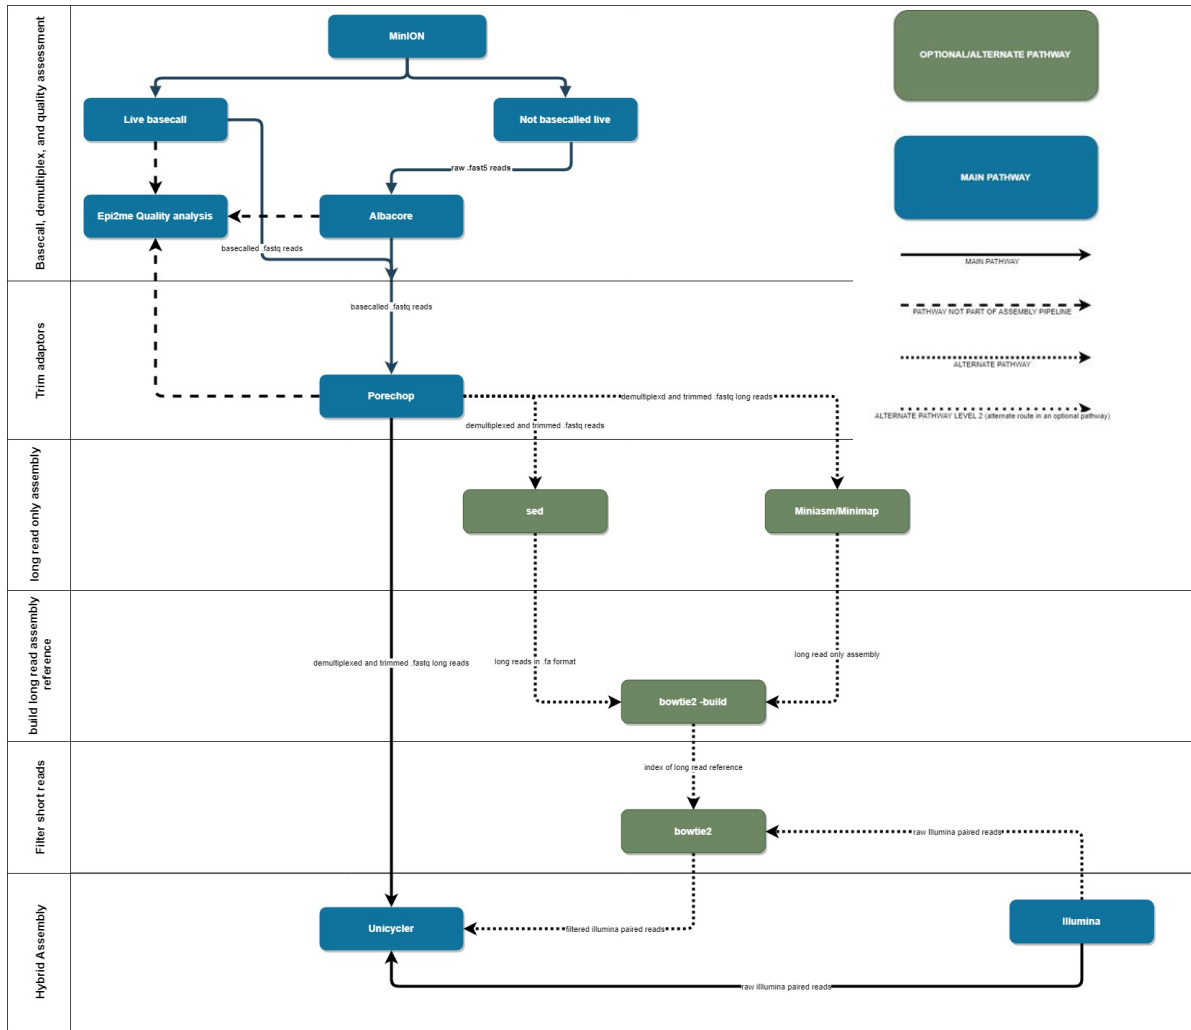 Basecall, demultiplex, and quality assessment
MinION
OPTIONAL/ALTERNATE PATHWAY
Live basecall
Not basecalled live
raw .fast5 reads
MAIN PATHWAY
Epi2me Quality analysis
Albacore
basecalled .fastq reads
MAIN PATHWAY
Trim adaptors
basecalled .fastq reads
PATHWAY NOT PART OF ASSEMBLY PIPELINE
ALTERNATE PATHWAY
Porechop
demultiplexd and trimmed .fastq long reads
ALTERNATE PATHWAY LEVEL 2 (alternate route in an optional pathway)
demultiplexed and trimmed .fastq reads
long read only assembly
sed
Miniasm/Minimap
build long read assembly
reference
demultiplexed and trimmed .fastq long reads
long reads in .fa format
long read only assembly
bowtie2 -build
Filter short reads
index of long read reference
bowtie2
raw Illumina paired reads
Hybrid Assembly
Unicycler
filtered illumina paired reads
Illumina
raw illlumina paired reads